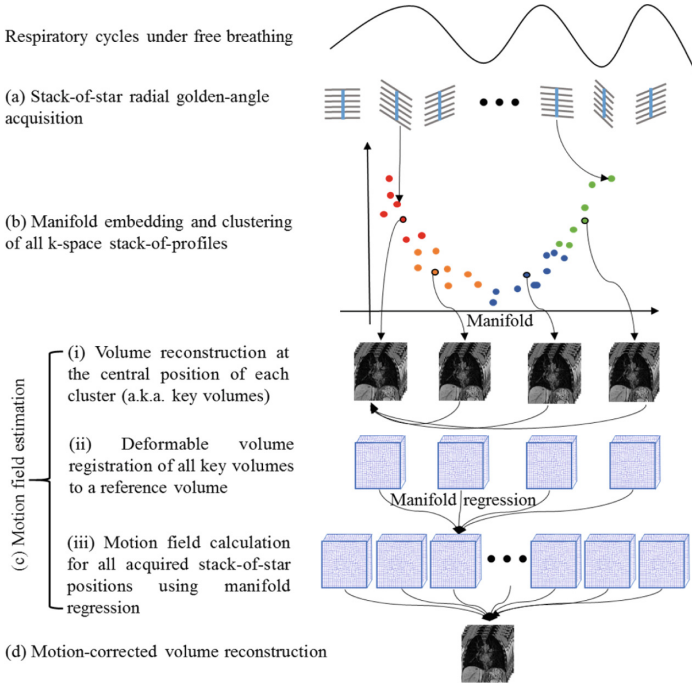 Respiratory cycles under free breathing
(a) Stack-of-star radial golden-angle
acquisition
(b) Manifold embedding and clustering
of all k-space stack-of-profiles
Manifold
(c) Motion field estimation
(i) Volume reconstruction at
the central position of each
cluster (a.k.a. key volumes)
(ii) Deformable volume
registration of all key volumes
to a reference volume
Manifold regression
(iii) Motion field calculation
for all acquired stack-of-star
positions using manifold
regression
(d) Motion-corrected volume reconstruction